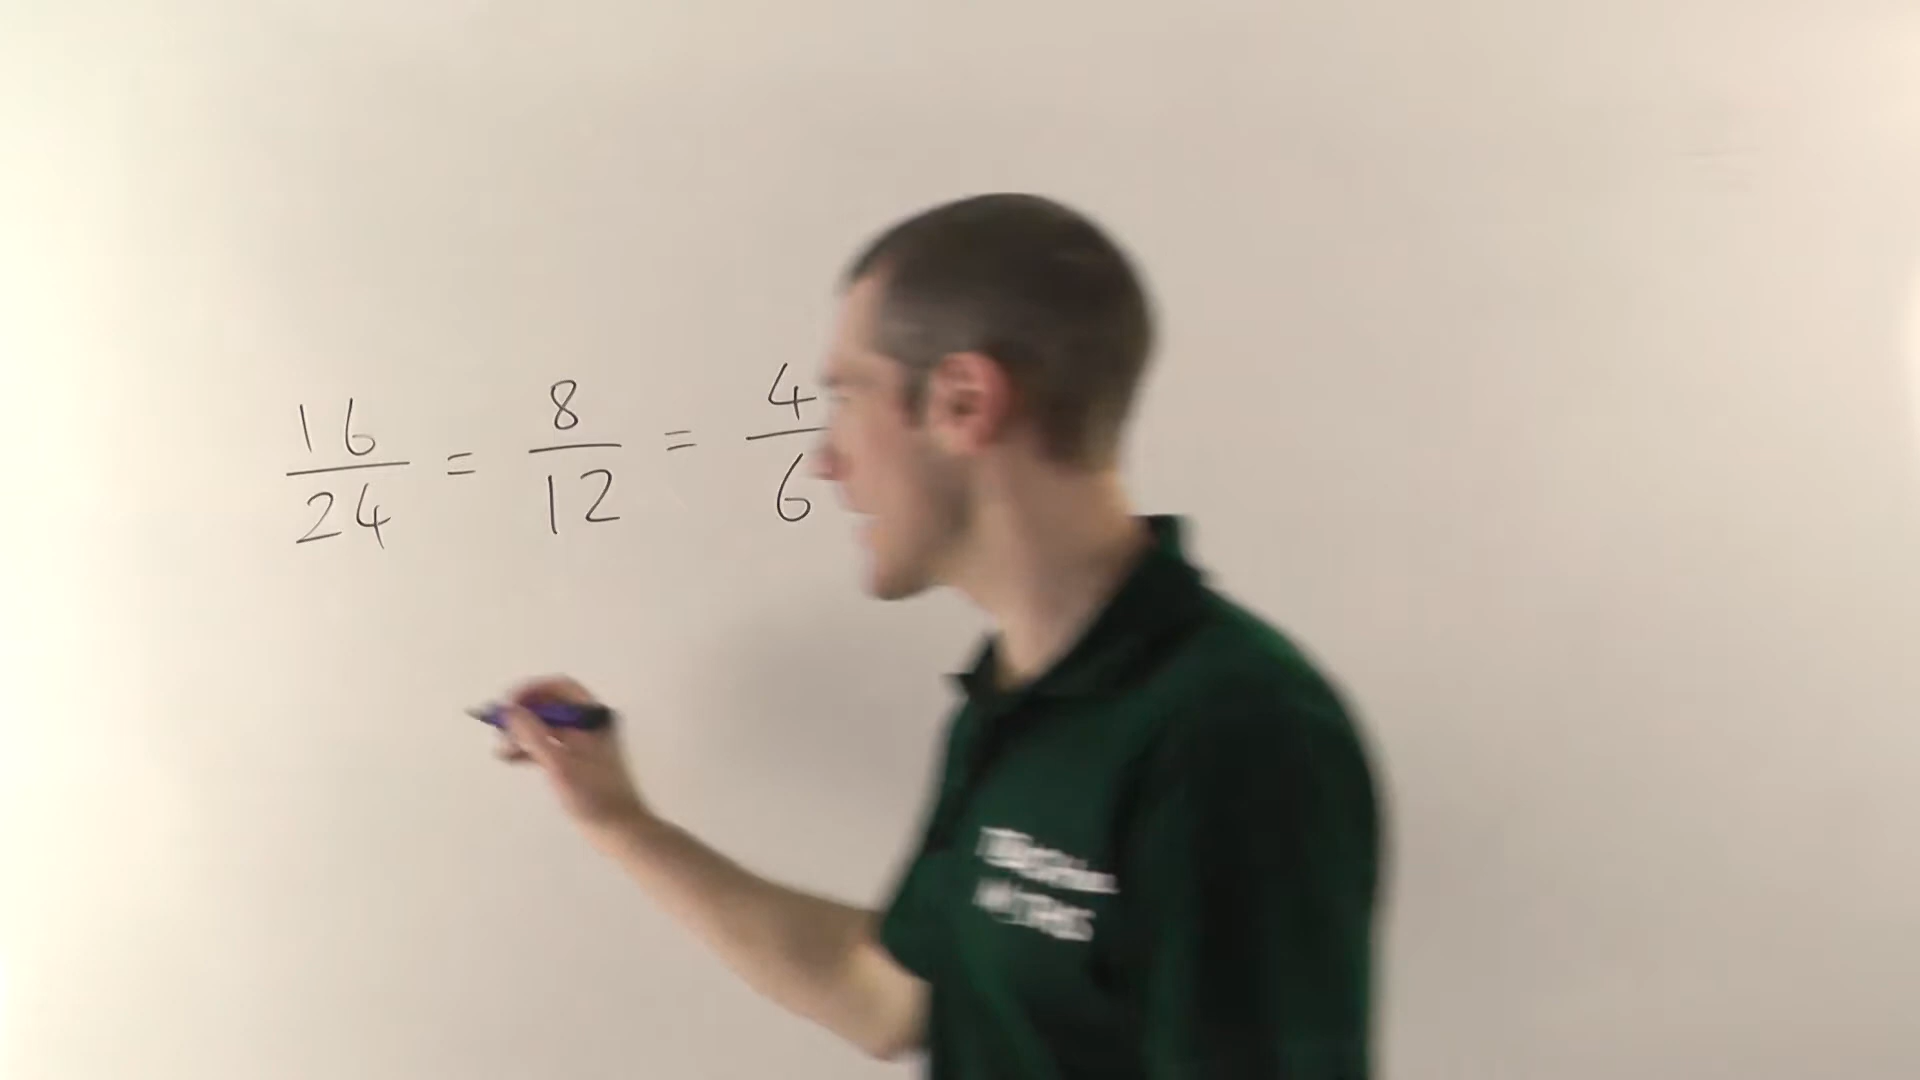 16/24 = 8/12 = 4/6